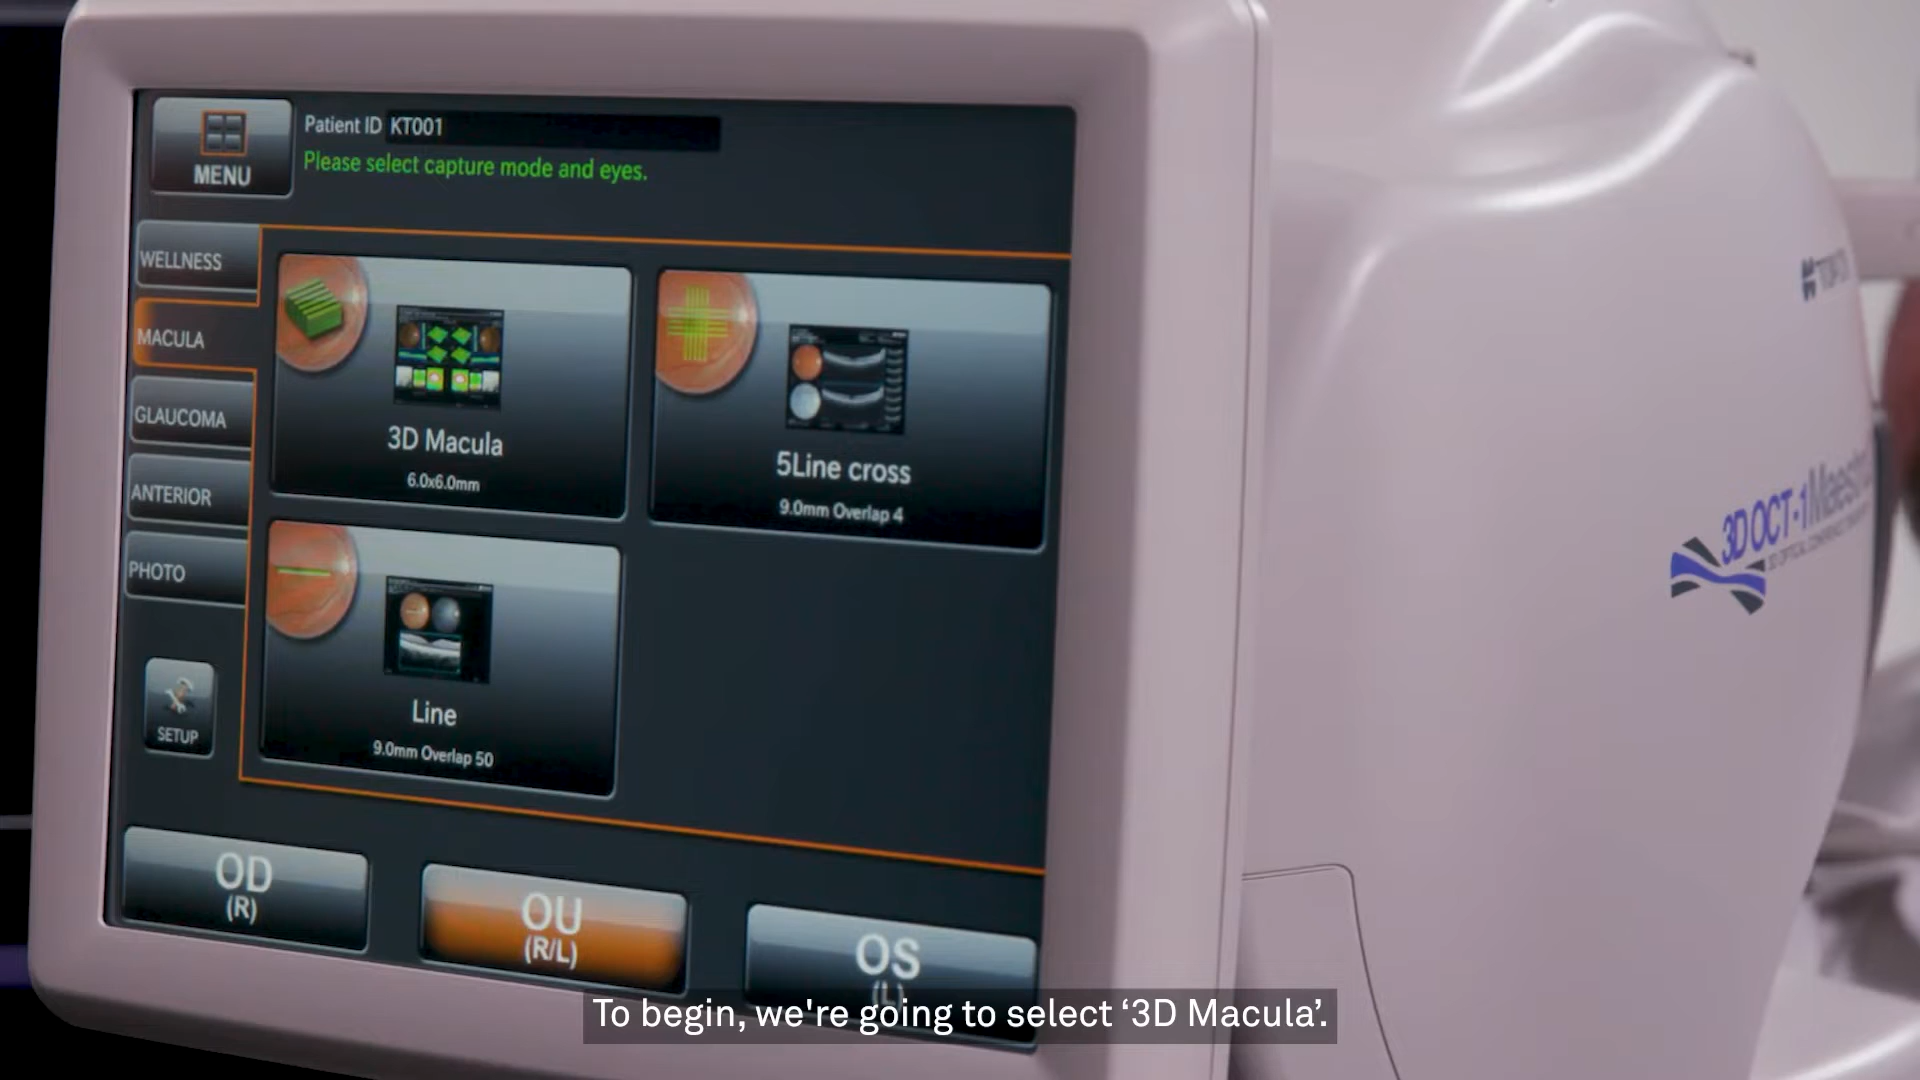 MENU
Patient ID KT001
Please select capture mode and eyes.
WELLNESS
MACULA
GLAUCOMA
ANTERIOR
PHOTO
SETUP
3D Macula
6.0x6.0mm
5Line cross
9.0mm Overlap 4
Line
9.0mm Overlap 50
OD
(R)
OU
(R/L)
OS
(L)
3D OCT-1 Maestro
To begin, we're going to select ‘3D Macula’.